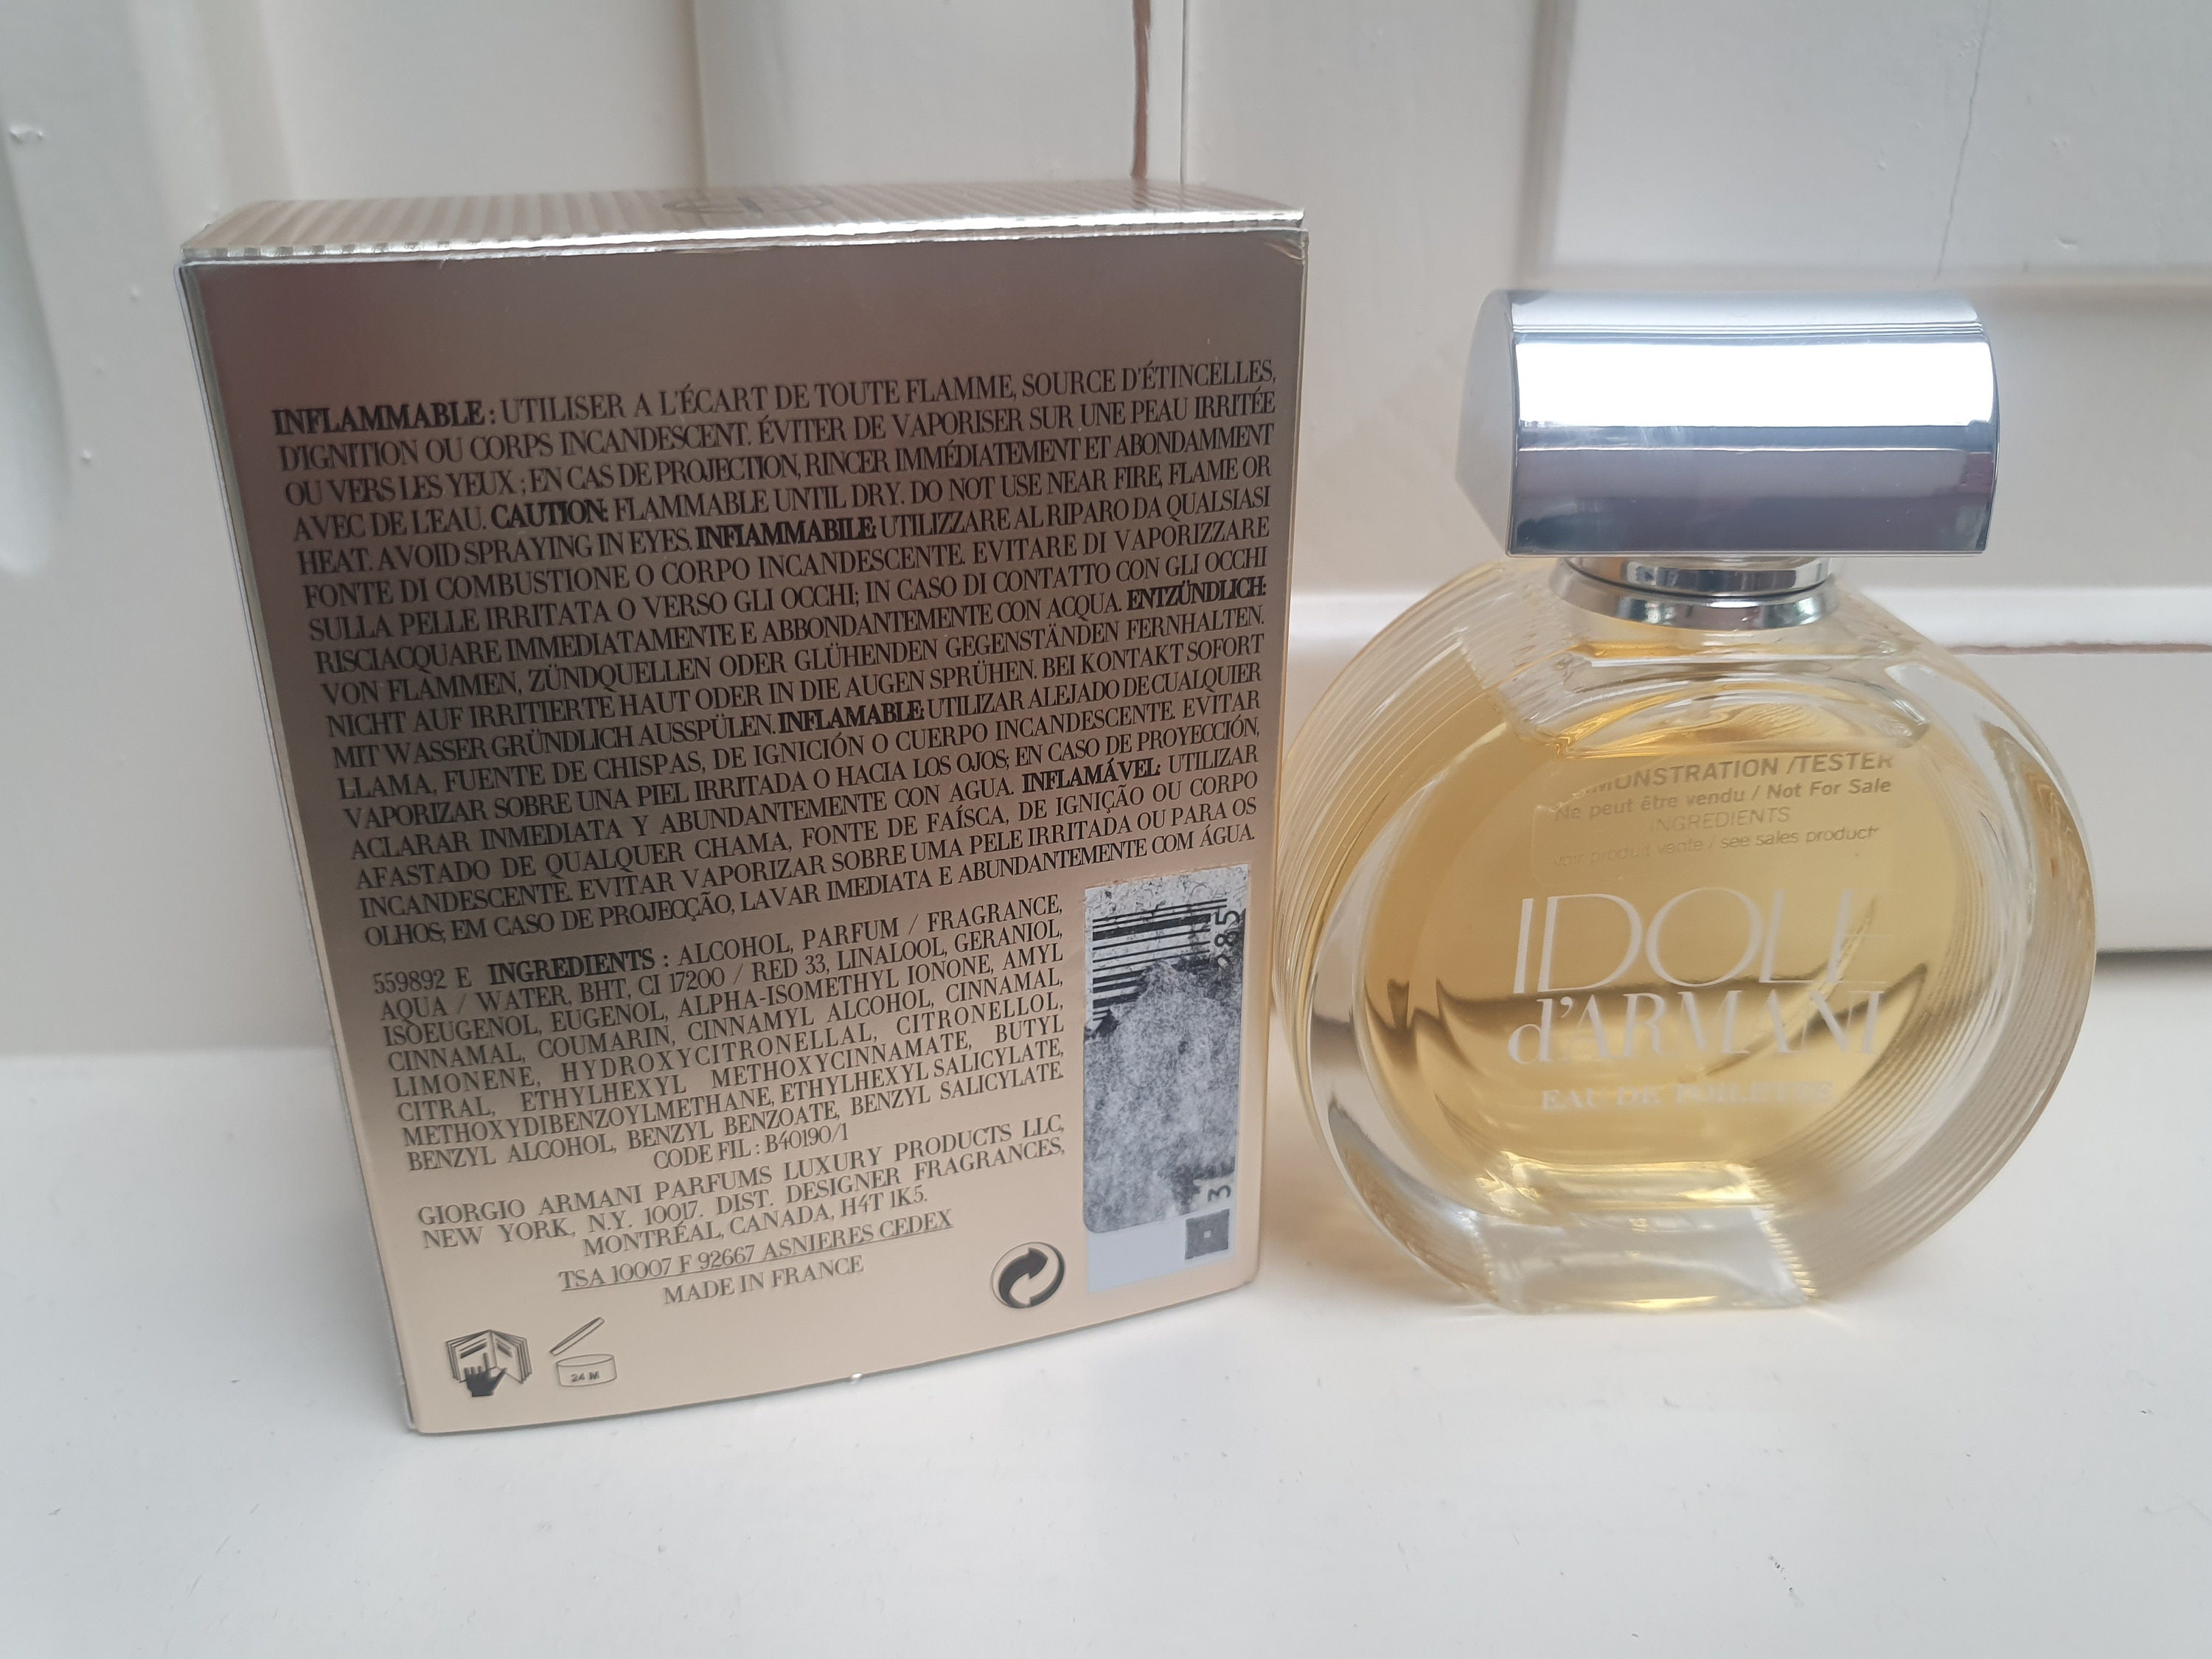 INFLAMMABLE : UTILISER A L'ÉCART DE TOUTE FLAMME, SOURCE D'ÉTINCELLES,
D'IGNITION OU CORPS INCANDESCENT. ÉVITER DE VAPORISER SUR UNE PEAU IRRITÉE
OU VERS LES YEUX ; EN CAS DE PROJECTION, RINCER IMMÉDIATEMENT ET ABONDAMMENT
AVEC DE L'EAU. CAUTION: FLAMMABLE UNTIL DRY. DO NOT USE NEAR FIRE, FLAME OR
HEAT. AVOID SPRAYING IN EYES. INFIAMMABILE: UTILIZZARE AL RIPARO DA QUALSIASI
FONTE DI COMBUSTIONE O CORPO INCANDESCENTE. EVITARE DI VAPORIZZARE
SULLA PELLE IRRITATA O VERSO GLI OCCHI; IN CASO DI CONTATTO CON GLI OCCHI
RISCIACQUARE IMMEDIATAMENTE E ABBONDANTEMENTE CON ACQUA. ENTZÜNDLICH:
VON FLAMMEN, ZÜNDQUELLEN ODER GLÜHENDEN GEGENSTÄNDEN FERNHALTEN.
NICHT AUF IRRITIERTE HAUT ODER IN DIE AUGEN SPRÜHEN. BEI KONTAKT SOFORT
MIT WASSER GRÜNDLICH AUSSPÜLEN. INFLAMABLE: UTILIZAR ALEJADO DE CUALQUIER
LLAMA, FUENTE DE CHISPAS, DE IGNICIÓN O CUERPO INCANDESCENTE. EVITAR
VAPORIZAR SOBRE UNA PIEL IRRITADA O HACIA LOS OJOS; EN CASO DE PROYECCIÓN,
ACLARAR INMEDIATA Y ABUNDANTEMENTE CON AGUA. INFLAMÁVEL: UTILIZAR
AFASTADO DE QUALQUER CHAMA, FONTE DE FAÍSCA, DE IGNIÇÃO OU CORPO
INCANDESCENTE. EVITAR VAPORIZAR SOBRE UMA PELE IRRITADA OU PARA OS
OLHOS; EM CASO DE PROJECÇÃO, LAVAR IMEDIATA E ABUNDANTEMENTE COM ÁGUA.
559892 E INGREDIENTS : ALCOHOL, PARFUM / FRAGRANCE,
AQUA / WATER, BHT, CI 17200 / RED 33, LINALOOL, GERANIOL,
ISOEUGENOL, EUGENOL, ALPHA-ISOMETHYL IONONE, AMYL
CINNAMAL, COUMARIN, CINNAMYL ALCOHOL, CINNAMAL,
LIMONENE, HYDROXYCITRONELLAL, CITRONELLOL,
CITRAL, ETHYLHEXYL METHOXYCINNAMATE, BUTYL
METHOXYDIBENZOYLMETHANE, ETHYLHEXYL SALICYLATE,
BENZYL ALCOHOL, BENZYL BENZOATE, BENZYL SALICYLATE.
CODE FIL : B40190/1
GIORGIO ARMANI PARFUMS LUXURY PRODUCTS LLC,
NEW YORK, N.Y. 10017. DIST. DESIGNER FRAGRANCES,
MONTRÉAL, CANADA, H4T 1K5.
TSA 10007 F 92667 ASNIERES CEDEX
MADE IN FRANCE
24 M
285
3
/TESTER
Ne peut être vendu / Not For Sale
INGREDIENTS
voir produit vente / see sales product
IDOLE
d'ARMANI
EAU DE TOILETTE